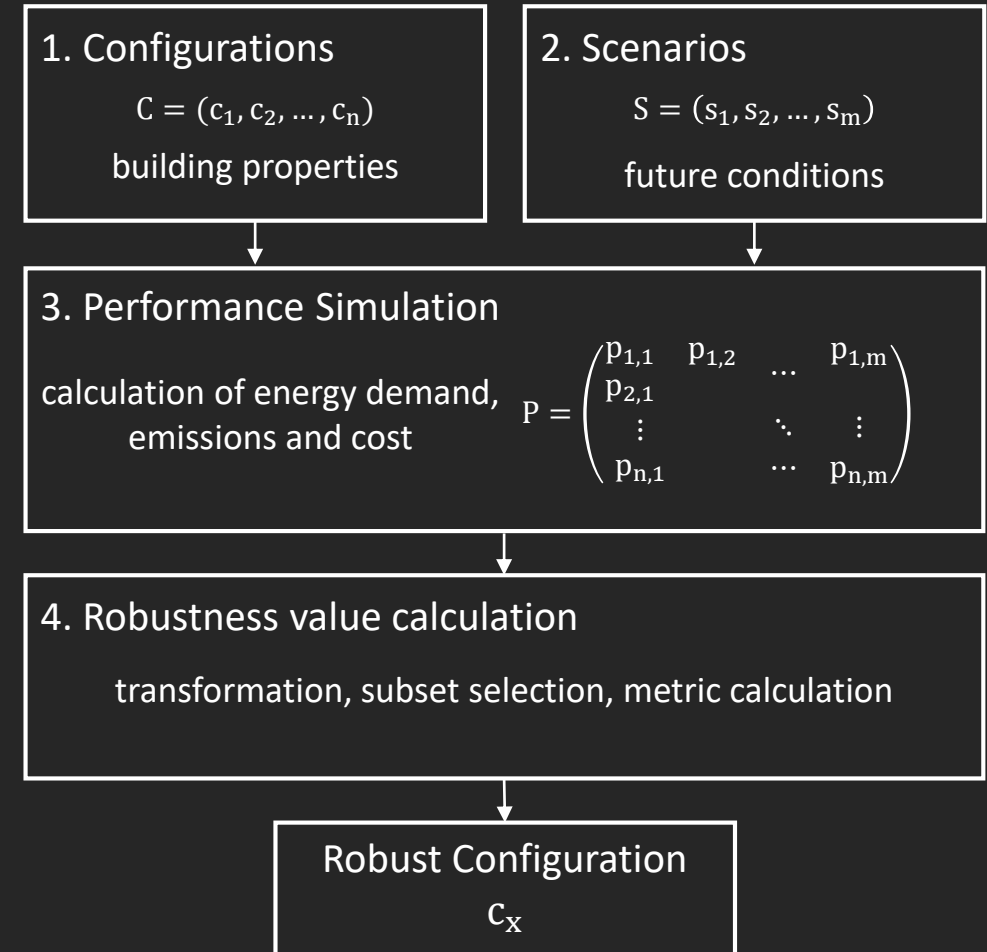 1. Configurations
C = (c₁, c₂, …, cₙ)
building properties
2. Scenarios
S = (s₁, s₂, …, sₘ)
future conditions
3. Performance Simulation
calculation of energy demand,
emissions and cost
P =
p₁,₁ p₁,₂ … p₁,ₘ
p₂,₁
⋮ ⋱ ⋮
pₙ,₁ … pₙ,ₘ
4. Robustness value calculation
transformation, subset selection, metric calculation
Robust Configuration
cₓ